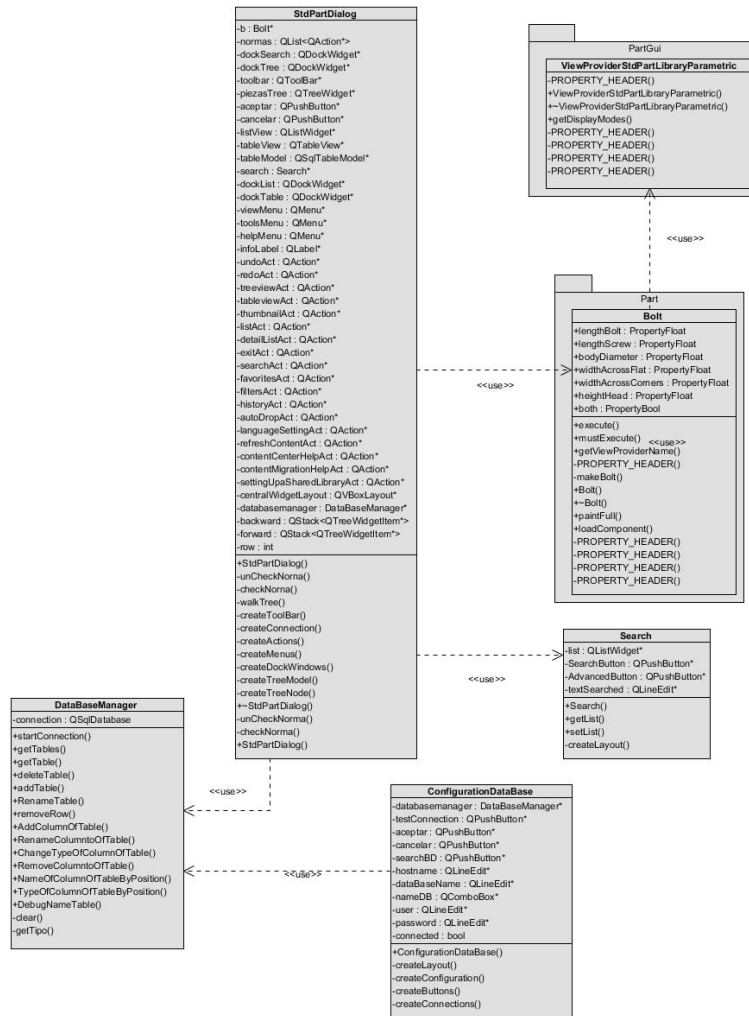 StdPartDialog
-b : Bolt*
-normas : QList<QAction*>
-dockSearch : QDockWidget*
-dockTree : QDockWidget*
-toolbar : QToolBar*
-piezasTree : QTreeWidget*
-aceptar : QPushButton*
-cancelar : QPushButton*
-listView : QListWidget*
-tableView : QTableView*
-tableModel : QSqlTableModel*
-search : Search*
-dockList : QDockWidget*
-dockTable : QDockWidget*
-viewMenu : QMenu*
-toolsMenu : QMenu*
-helpMenu : QMenu*
-infoLabel : QLabel*
-undoAct : QAction*
-redoAct : QAction*
-treeviewAct : QAction*
-tableviewAct : QAction*
-thumbnailAct : QAction*
-listAct : QAction*
-detailListAct : QAction*
-exitAct : QAction*
-searchAct : QAction*
-favoritesAct : QAction*
-filtersAct : QAction*
-historyAct : QAction*
-autoDropAct : QAction*
-languageSettingAct : QAction*
-refreshContentAct : QAction*
-contentCenterHelpAct : QAction*
-contentMigrationHelpAct : QAction*
-settingUpaSharedLibraryAct : QAction*
-centralWidgetLayout : QVBoxLayout*
-databasemanager : DataBaseManager*
-backward : QStack<QTreeWidgetItem*>
-forward : QStack<QTreeWidgetItem*>
-row : int
+StdPartDialog()
-unCheckNorna()
-checkNorna()
-walkTree()
-createToolBar()
-createConnection()
-createActions()
-createMenus()
-createDockWindows()
-createTreeModel()
-createTreeNode()
+~StdPartDialog()
-unCheckNorma()
-checkNorma()
+StdPartDialog()
PartGui
ViewProviderStdPartLibraryParametric
-PROPERTY_HEADER()
+ViewProviderStdPartLibraryParametric()
+~ViewProviderStdPartLibraryParametric()
+getDisplayModes()
-PROPERTY_HEADER()
-PROPERTY_HEADER()
-PROPERTY_HEADER()
-PROPERTY_HEADER()
<<use>>
Part
Bolt
+lengthBolt : PropertyFloat
+lengthScrew : PropertyFloat
+bodyDiameter : PropertyFloat
+widthAcrossFlat : PropertyFloat
+widthAcrossCorners : PropertyFloat
+heightHead : PropertyFloat
+both : PropertyBool
+execute()
+mustExecute()
+getViewProviderName()
-PROPERTY_HEADER()
-makeBolt()
+Bolt()
+~Bolt()
+paintFull()
+loadComponent()
-PROPERTY_HEADER()
-PROPERTY_HEADER()
-PROPERTY_HEADER()
-PROPERTY_HEADER()
<<use>>
<<use>>
Search
-list : QListWidget*
-SearchButton : QPushButton*
-AdvancedButton : QPushButton*
-textSearched : QLineEdit*
+Search()
+getList()
+setList()
-createLayout()
<<use>>
DataBaseManager
-connection : QSqlDatabase
+startConnection()
+getTables()
+getTable()
+deleteTable()
+addTable()
+RenameTable()
+removeRow()
+AddColumnOfTable()
+RenameColumntoOfTable()
+ChangeTypeOfColumnOfTable()
+RemoveColumntoOfTable()
+NameOfColumnOfTableByPosition()
+TypeOfColumnOfTableByPosition()
+DebugNameTable()
-clear()
-getTipo()
<<use>>
<<use>>
ConfigurationDataBase
-databasemanager : DataBaseManager*
-testConnection : QPushButton*
-aceptar : QPushButton*
-cancelar : QPushButton*
-searchBD : QPushButton*
-hostname : QLineEdit*
-dataBaseName : QLineEdit*
-nameDB : QComboBox*
-user : QLineEdit*
-password : QLineEdit*
-connected : bool
+ConfigurationDataBase()
-createLayout()
-createConfiguration()
-createButtons()
-createConnections()